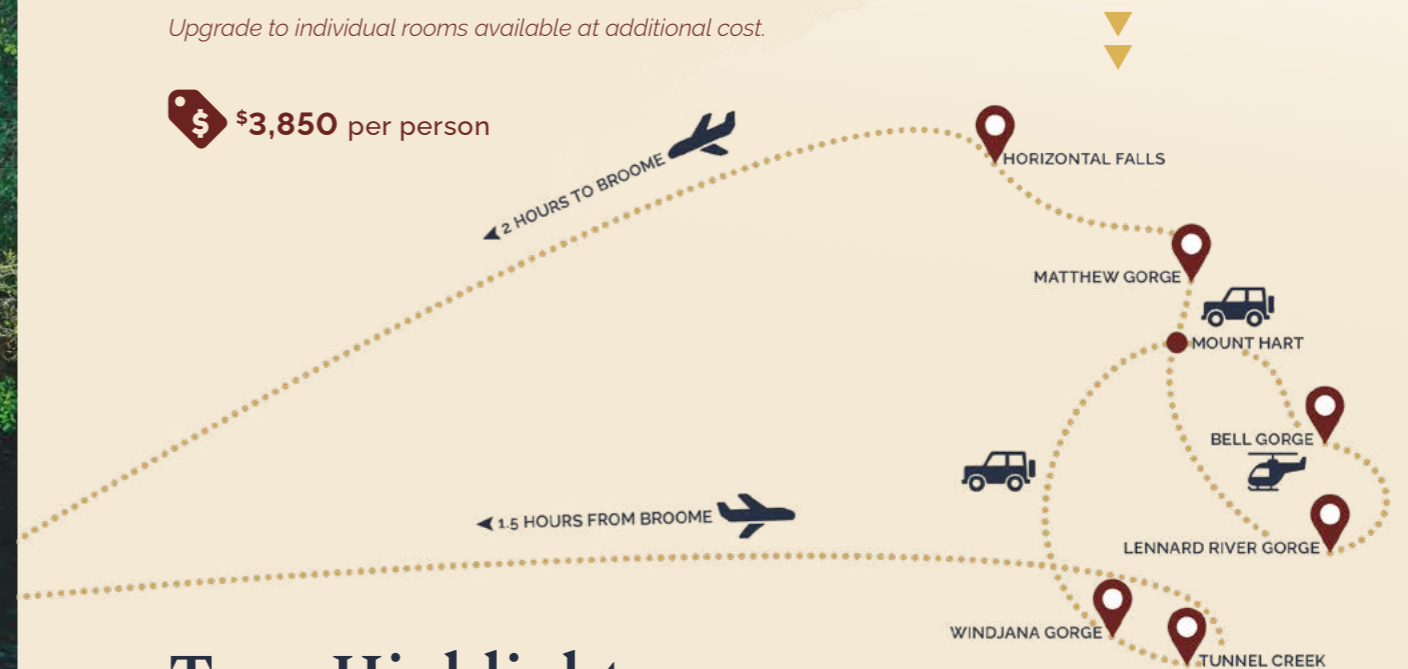 Upgrade to individual rooms available at additional cost.
$
$3,850 per person
2 HOURS TO BROOME
HORIZONTAL FALLS
MATTHEW GORGE
MOUNT HART
BELL GORGE
1.5 HOURS FROM BROOME
LENNARD RIVER GORGE
WINDJANA GORGE
TUNNEL CREEK